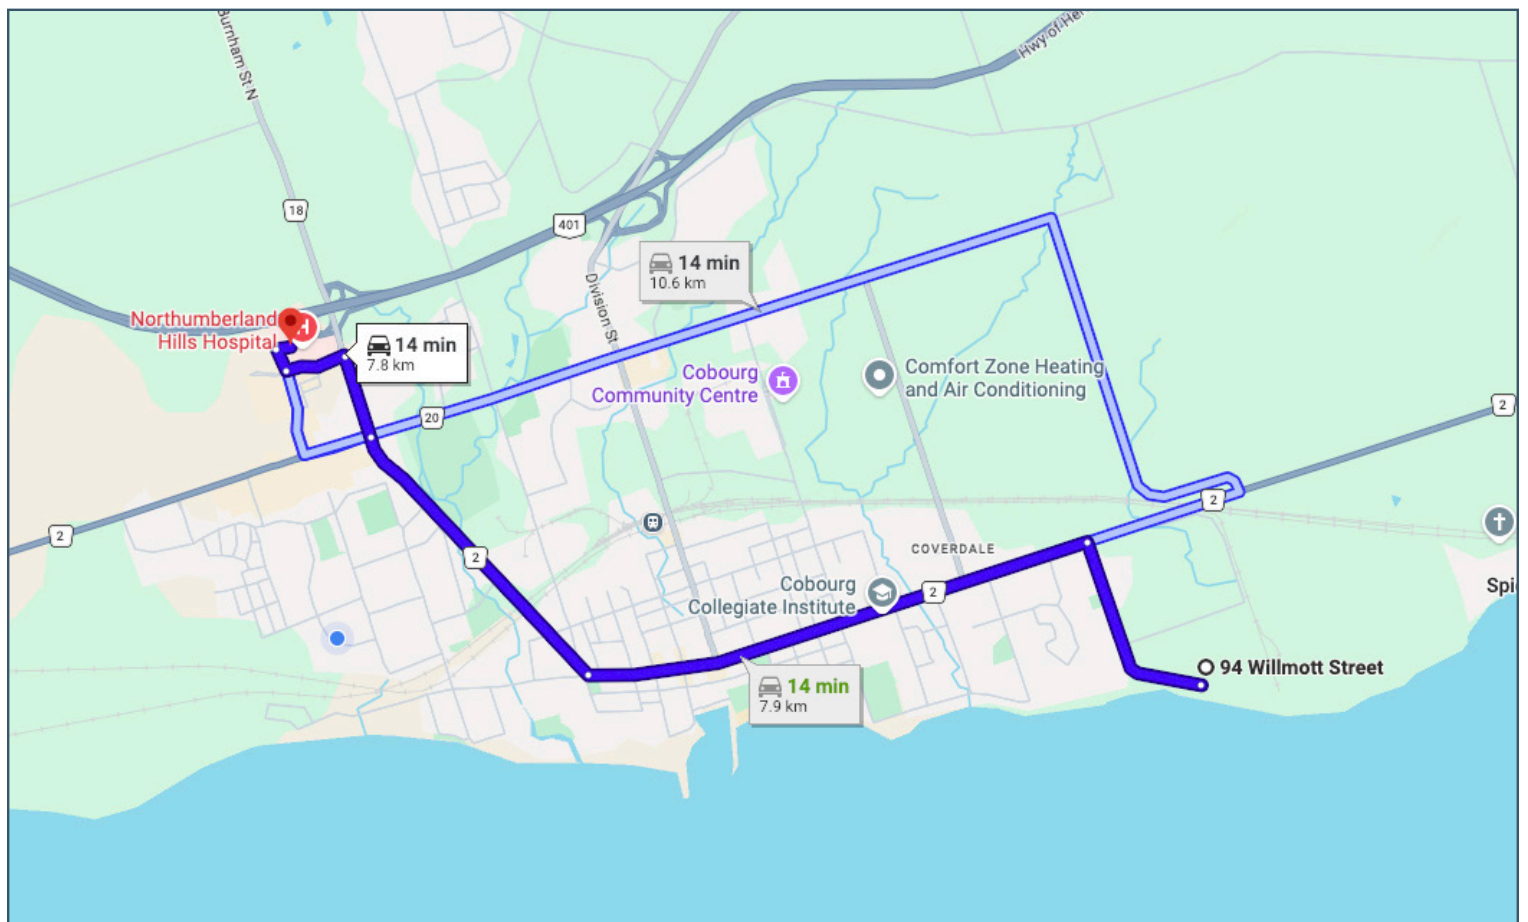 Burnham St N
Hwy of Her
18
401
14 min
10.6 km
Division St
Northumberland
Hills Hospital
H
14 min
7.8 km
Cobourg
Community Centre
Comfort Zone Heating
and Air Conditioning
20
2
2
2
2
COVERDALE
Cobourg
Collegiate Institute
2
Spi
94 Willmott Street
14 min
7.9 km